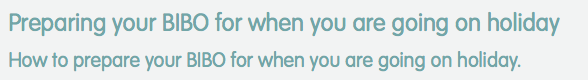 Preparing your BIBO for when you are going on holiday
How to prepare your BIBO for when you are going on holiday.